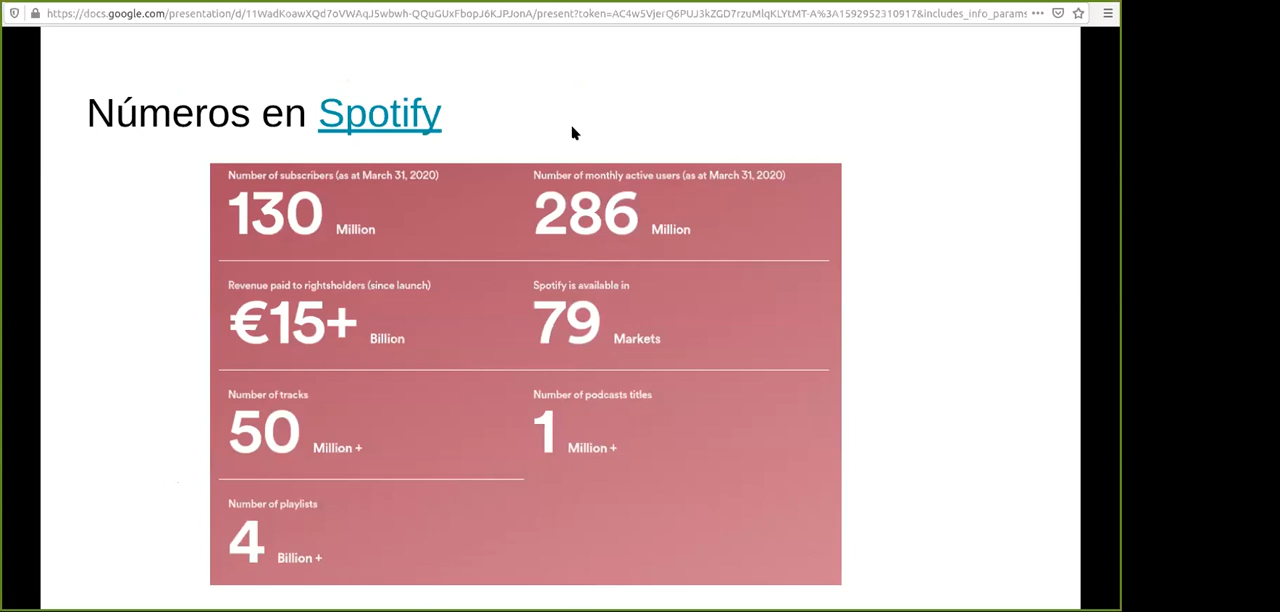 https://docs.google.com/presentation/d/11WadKoawXQd7oVWAqJ5wbwh-QQuGUxFbopJ6KJPJonA/present?token=AC4w5VjerQ6PUJ3kZGD7rzuMlqKLYtMT-A%3A1592952310917&includes_info_params
Números en Spotify
Number of subscribers (as at March 31, 2020)
130 Million
Number of monthly active users (as at March 31, 2020)
286 Million
Revenue paid to rightsholders (since launch)
€15+ Billion
Spotify is available in
79 Markets
Number of tracks
50 Million +
Number of podcasts titles
1 Million +
Number of playlists
4 Billion +